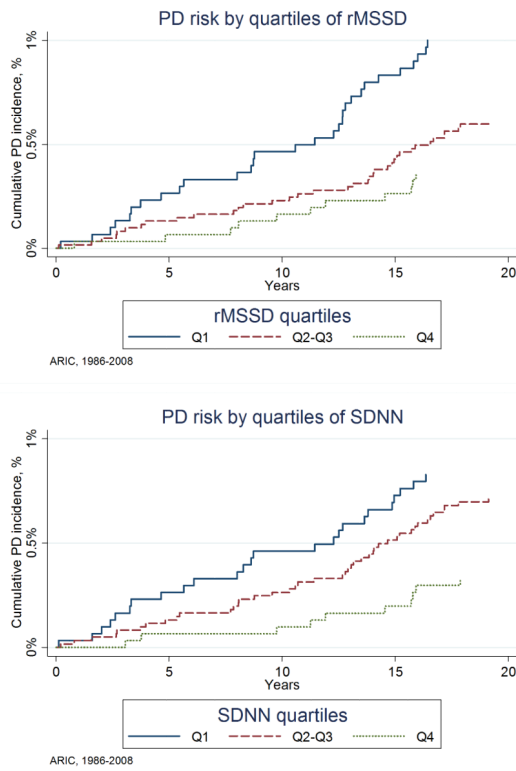 PD risk by quartiles of rMSSD
Cumulative PD incidence, %
1%
0.5%
0%
0 5 10 15 20
Years
rMSSD quartiles
Q1 Q2-Q3 Q4
ARIC, 1986-2008
PD risk by quartiles of SDNN
Cumulative PD incidence, %
1%
0.5%
0%
0 5 10 15 20
Years
SDNN quartiles
Q1 Q2-Q3 Q4
ARIC, 1986-2008